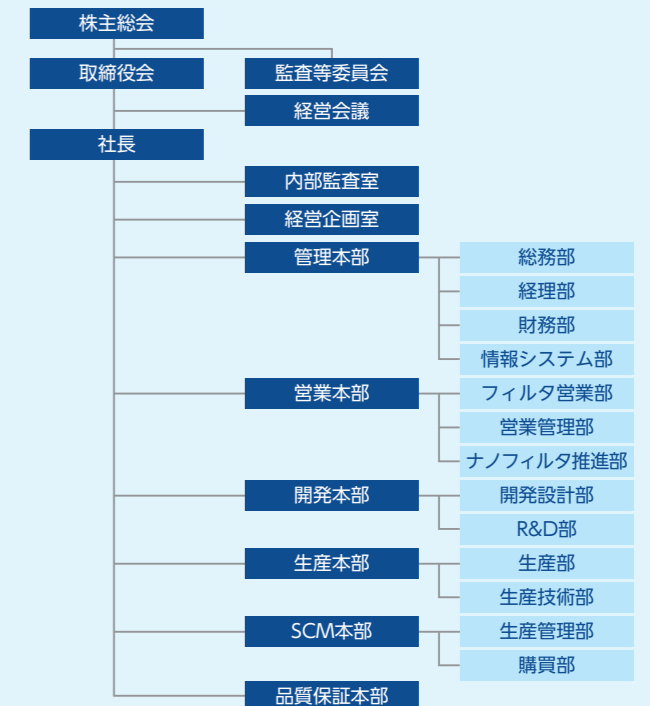 株主総会
取締役会
監査等委員会
経営会議
社長
内部監査室
経営企画室
管理本部
総務部
経理部
財務部
情報システム部
営業本部
フィルタ営業部
営業管理部
ナノフィルタ推進部
開発本部
開発設計部
R&D部
生産本部
生産部
生産技術部
SCM本部
生産管理部
購買部
品質保証本部